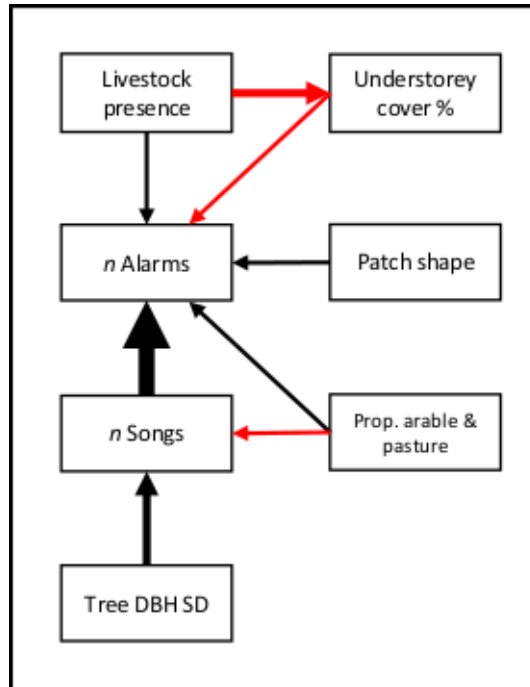 Livestock
presence
Understorey
cover %
n Alarms
Patch shape
n Songs
Prop. arable &
pasture
Tree DBH SD